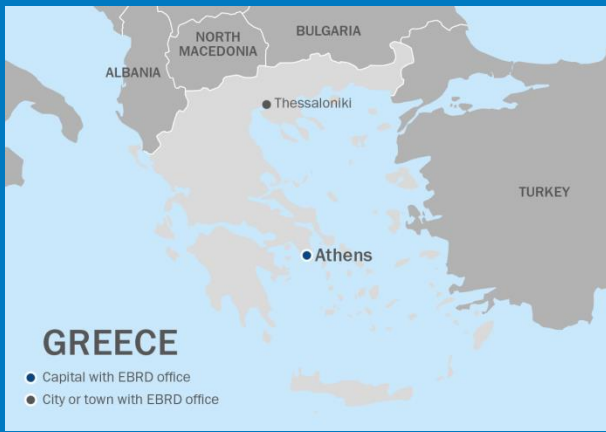 NORTH
MACEDONIA
BULGARIA
ALBANIA
Thessaloniki
TURKEY
Athens
GREECE
Capital with EBRD office
City or town with EBRD office